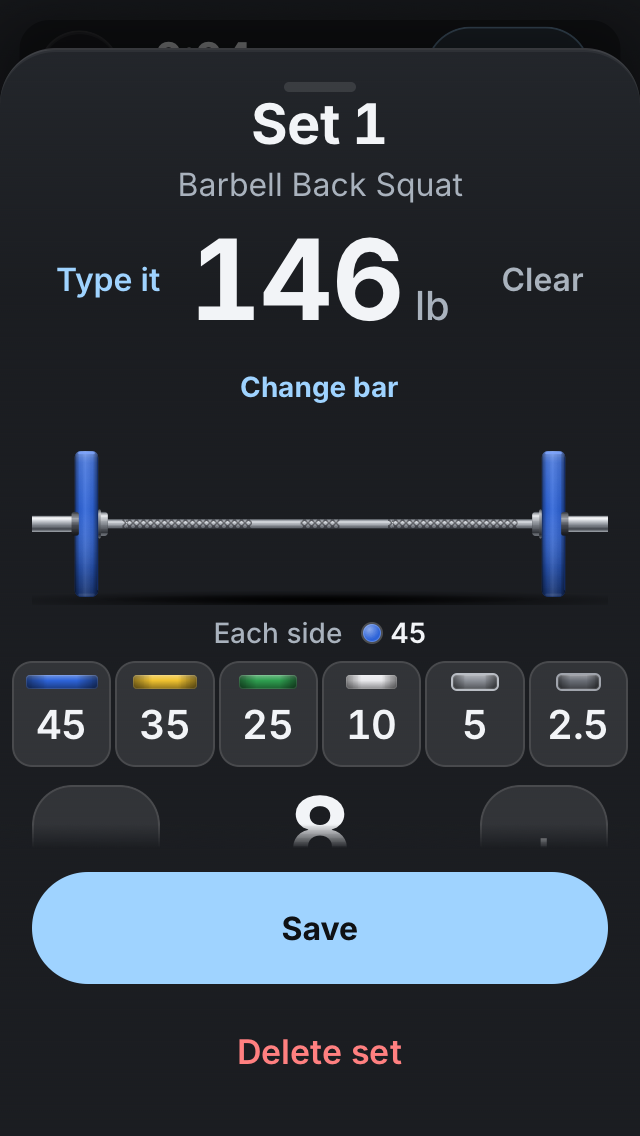 Set 1
Barbell Back Squat
Type it 146 lb Clear
Change bar
Each side 45
45 35 25 10 5 2.5
8
Save
Delete set